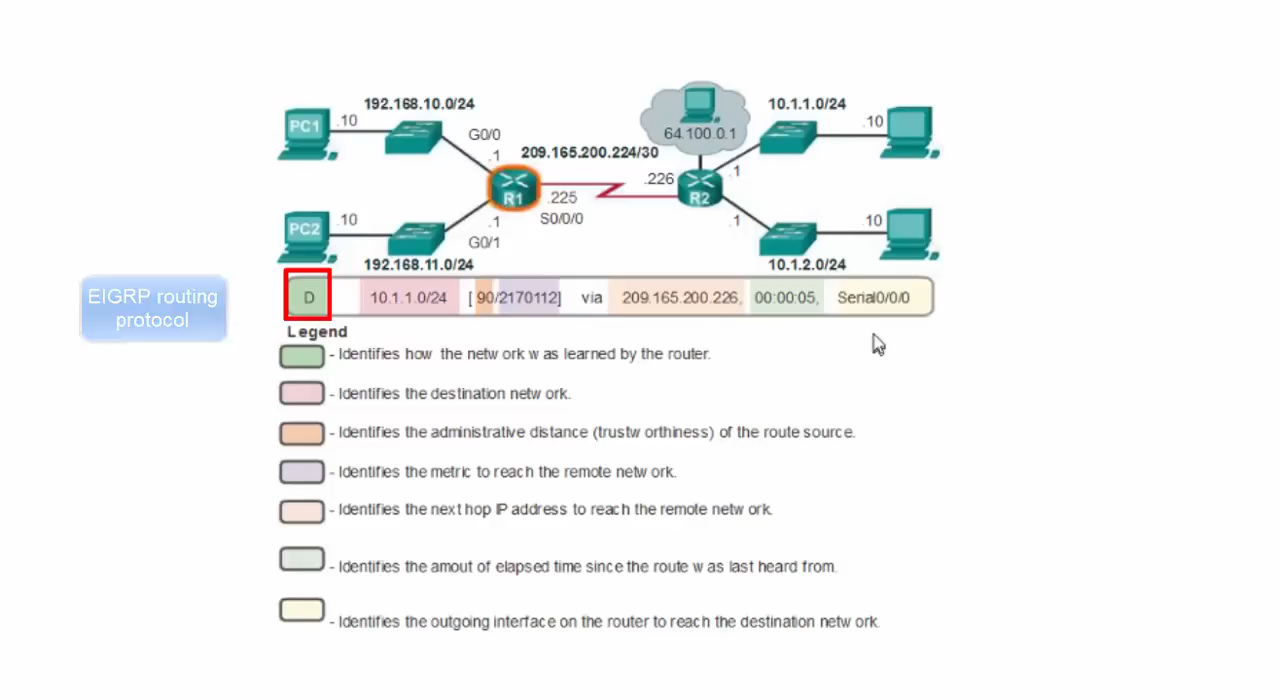 192.168.10.0/24
10.1.1.0/24
PC1
.10
G0/0
.1
209.165.200.224/30
64.100.0.1
.10
R1
.225
S0/0/0
.226
R2
.1
PC2
.10
.1
G0/1
.1
.10
192.168.11.0/24
10.1.2.0/24
EIGRP routing
protocol
D 10.1.1.0/24 [ 90/2170112] via 209.165.200.226, 00:00:05, Serial0/0/0
Legend
- Identifies how the netw ork w as learned by the router.
- Identifies the destination netw ork.
- Identifies the administrative distance (trustw orthiness) of the route source.
- Identifies the metric to reach the remote netw ork.
- Identifies the next hop IP address to reach the remote netw ork.
- Identifies the amout of elapsed time since the route w as last heard from.
- Identifies the outgoing interface on the router to reach the destination netw ork.